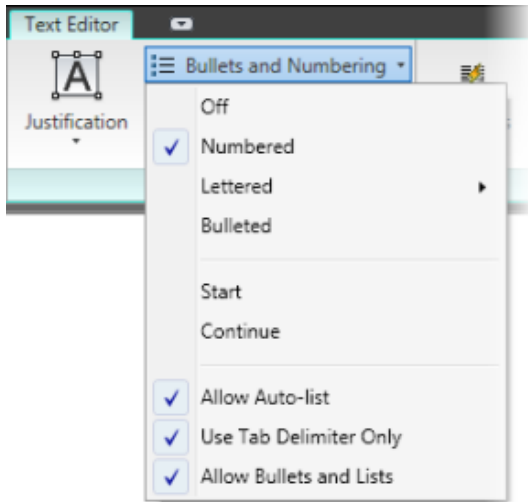 Text Editor
A
Bullets and Numbering
Justification
Off
Numbered
Lettered
Bulleted
Start
Continue
Allow Auto-list
Use Tab Delimiter Only
Allow Bullets and Lists